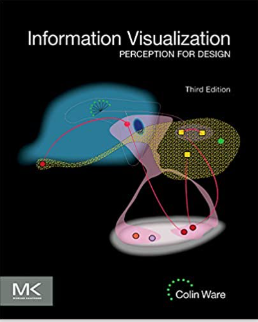 Information Visualization
PERCEPTION FOR DESIGN
Third Edition
MK
Colin Ware